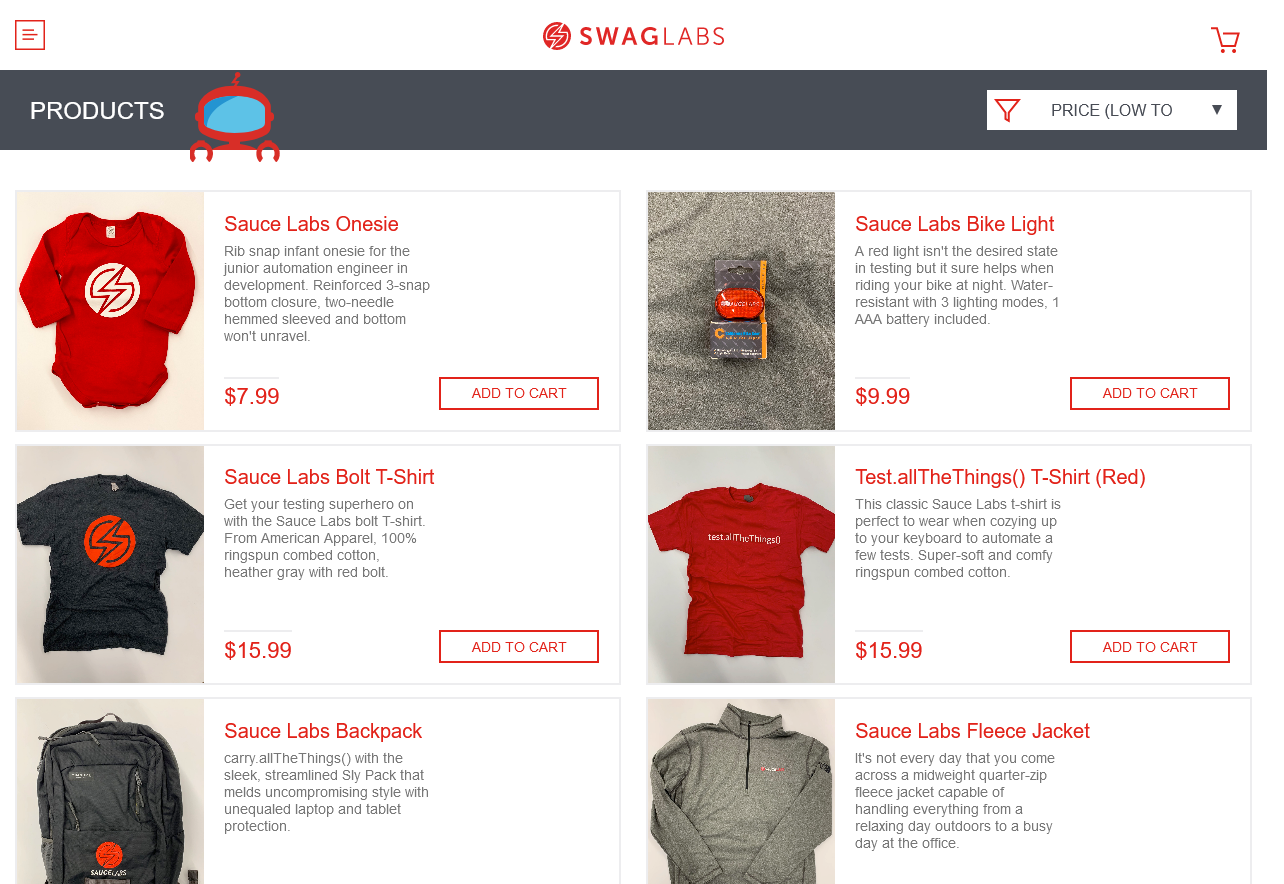 SWAGLABS
PRODUCTS
PRICE (LOW TO
Sauce Labs Onesie
Rib snap infant onesie for the
junior automation engineer in
development. Reinforced 3-snap
bottom closure, two-needle
hemmed sleeved and bottom
won't unravel.
$7.99
ADD TO CART
Sauce Labs Bike Light
A red light isn't the desired state
in testing but it sure helps when
riding your bike at night. Water-
resistant with 3 lighting modes, 1
AAA battery included.
$9.99
ADD TO CART
Sauce Labs Bolt T-Shirt
Get your testing superhero on
with the Sauce Labs bolt T-shirt.
From American Apparel, 100%
ringspun combed cotton,
heather gray with red bolt.
$15.99
ADD TO CART
test.allTheThings()
Test.allTheThings() T-Shirt (Red)
This classic Sauce Labs t-shirt is
perfect to wear when cozying up
to your keyboard to automate a
few tests. Super-soft and comfy
ringspun combed cotton.
$15.99
ADD TO CART
SAUCELABS
Sauce Labs Backpack
carry.allTheThings() with the
sleek, streamlined Sly Pack that
melds uncompromising style with
unequaled laptop and tablet
protection.
Sauce Labs Fleece Jacket
It's not every day that you come
across a midweight quarter-zip
fleece jacket capable of
handling everything from a
relaxing day outdoors to a busy
day at the office.